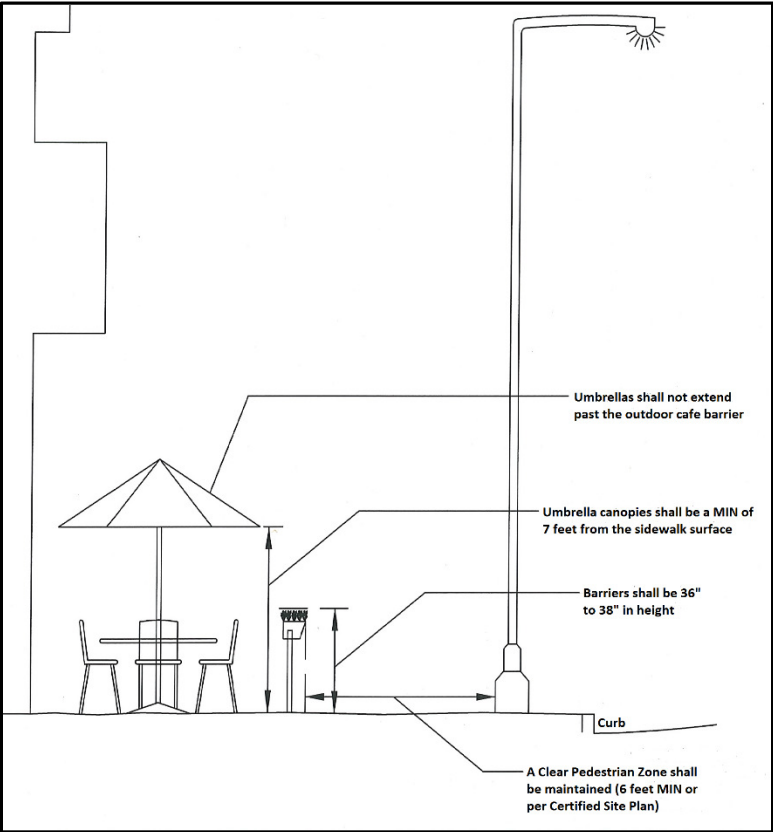 Umbrellas shall not extend
past the outdoor cafe barrier
Umbrella canopies shall be a MIN of
7 feet from the sidewalk surface
Barriers shall be 36"
to 38" in height
Curb
A Clear Pedestrian Zone shall
be maintained (6 feet MIN or
per Certified Site Plan)